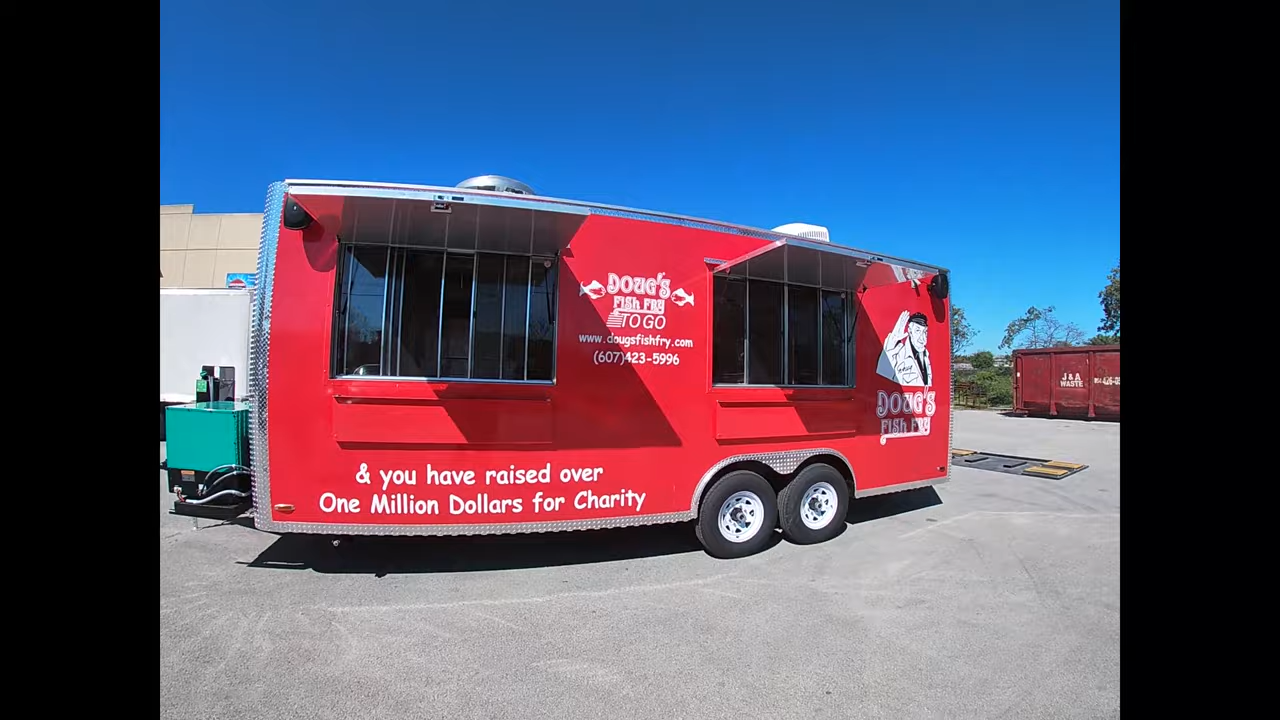 DOUG'S
FISH FRY
TO GO
www.dougsfishfry.com
(607)423-5996
DOUG'S
FISH FRY
& you have raised over
One Million Dollars for Charity
J & A
WASTE